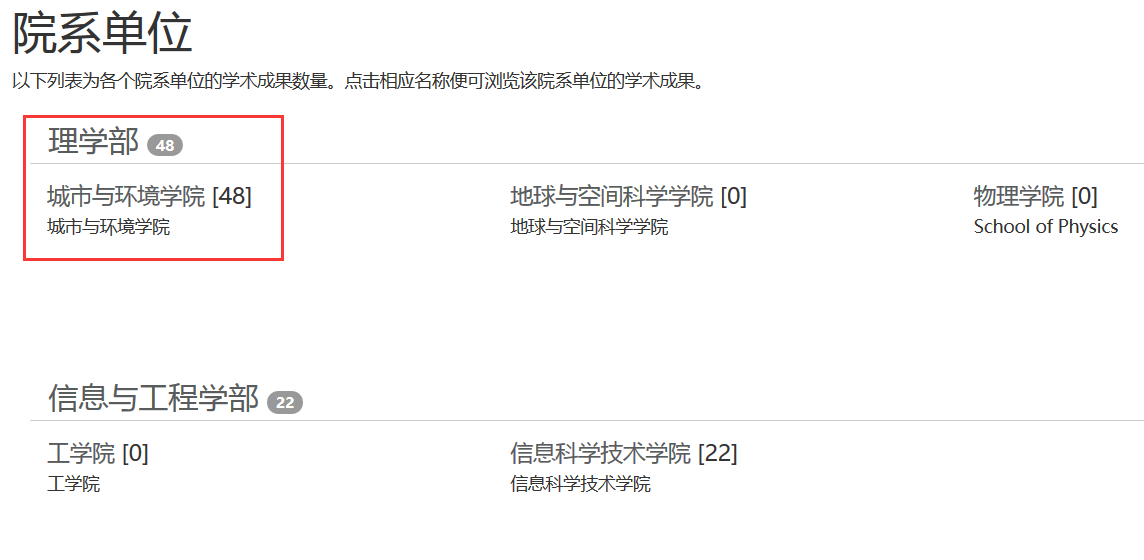 院系单位
以下列表为各个院系单位的学术成果数量。点击相应名称便可浏览该院系单位的学术成果。
理学部 48
城市与环境学院 [48] 地球与空间科学学院 [0] 物理学院 [0]
城市与环境学院 地球与空间科学学院 School of Physics
信息与工程学部 22
工学院 [0] 信息科学技术学院 [22]
工学院 信息科学技术学院